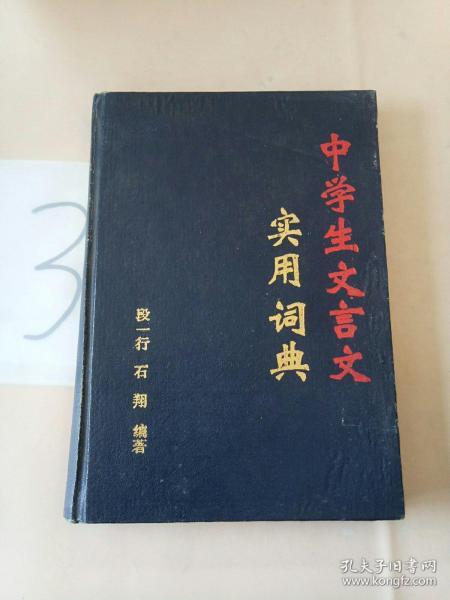 中学生文言文
实用词典
段一行 石翔 编著
3
孔夫子旧书网
www.kongfz.com